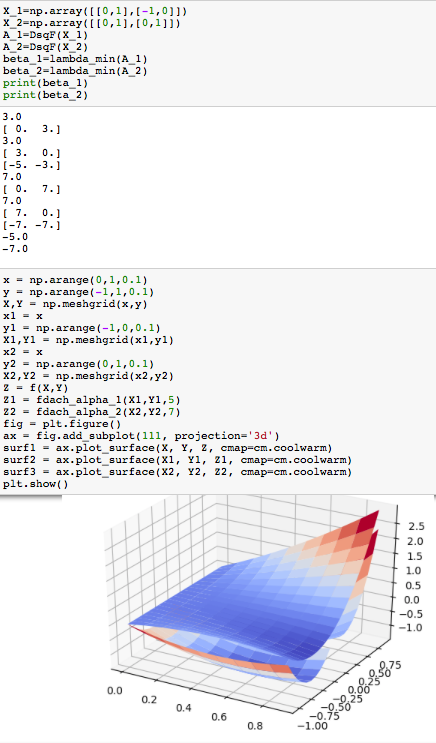 X_1=np.array([[0,1],[-1,0]])
X_2=np.array([[0,1],[0,1]])
A_1=DsqF(X_1)
A_2=DsqF(X_2)
beta_1=lambda_min(A_1)
beta_2=lambda_min(A_2)
print(beta_1)
print(beta_2)
3.0
[ 0.  3.]
3.0
[ 3.  0.]
[-5. -3.]
7.0
[ 0.  7.]
7.0
[ 7.  0.]
[-7. -7.]
-5.0
-7.0
x = np.arange(0,1,0.1)
y = np.arange(-1,1,0.1)
X,Y = np.meshgrid(x,y)
x1 = x
y1 = np.arange(-1,0,0.1)
X1,Y1 = np.meshgrid(x1,y1)
x2 = x
y2 = np.arange(0,1,0.1)
X2,Y2 = np.meshgrid(x2,y2)
Z = f(X,Y)
Z1 = fdach_alpha_1(X1,Y1,5)
Z2 = fdach_alpha_2(X2,Y2,7)
fig = plt.figure()
ax = fig.add_subplot(111, projection='3d')
surf1 = ax.plot_surface(X, Y, Z, cmap=cm.coolwarm)
surf2 = ax.plot_surface(X1, Y1, Z1, cmap=cm.coolwarm)
surf3 = ax.plot_surface(X2, Y2, Z2, cmap=cm.coolwarm)
plt.show()
2.5
2.0
1.5
1.0
0.5
0.0
-0.5
-1.0
0.75
0.50
0.25
0.00
-0.25
-0.50
-0.75
-1.00
0.0
0.2
0.4
0.6
0.8